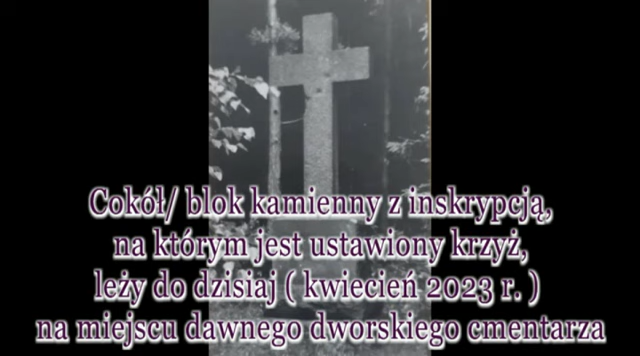 Cokół/ blok kamienny z inskrypcją,
na którym jest ustawiony krzyż,
leży do dzisiaj ( kwiecień 2023 r. )
na miejscu dawnego dworskiego cmentarza